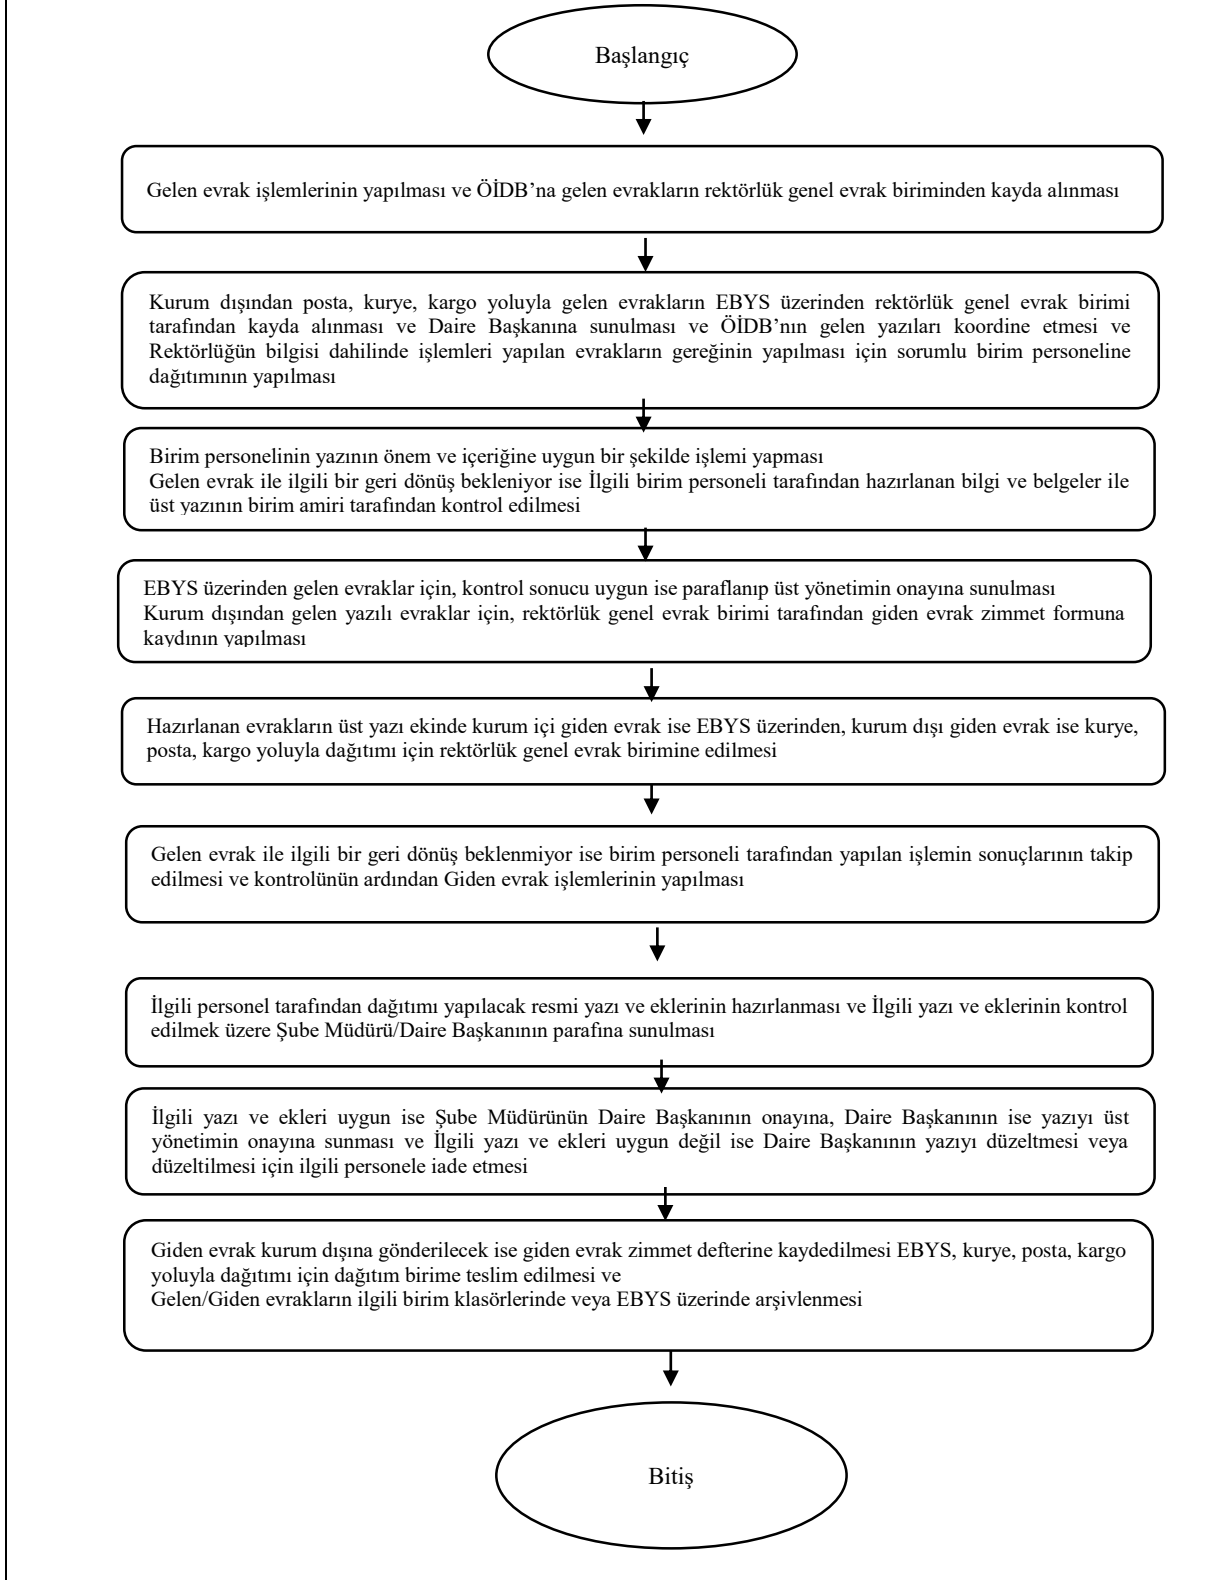 Başlangıç
Gelen evrak işlemlerinin yapılması ve ÖİDB’na gelen evrakların rektörlük genel evrak biriminden kayda alınması
Kurum dışından posta, kurye, kargo yoluyla gelen evrakların EBYS üzerinden rektörlük genel evrak birimi
tarafından kayda alınması ve Daire Başkanına sunulması ve ÖİDB’nın gelen yazıları koordine etmesi ve
Rektörlüğün bilgisi dahilinde işlemleri yapılan evrakların gereğinin yapılması için sorumlu birim personeline
dağıtımının yapılması
Birim personelinin yazının önem ve içeriğine uygun bir şekilde işlemi yapması
Gelen evrak ile ilgili bir geri dönüş bekleniyor ise İlgili birim personeli tarafından hazırlanan bilgi ve belgeler ile
üst yazının birim amiri tarafından kontrol edilmesi
EBYS üzerinden gelen evraklar için, kontrol sonucu uygun ise paraflanıp üst yönetimin onayına sunulması
Kurum dışından gelen yazılı evraklar için, rektörlük genel evrak birimi tarafından giden evrak zimmet formuna
kaydının yapılması
Hazırlanan evrakların üst yazı ekinde kurum içi giden evrak ise EBYS üzerinden, kurum dışı giden evrak ise kurye,
posta, kargo yoluyla dağıtımı için rektörlük genel evrak birimine edilmesi
Gelen evrak ile ilgili bir geri dönüş beklenmiyor ise birim personeli tarafından yapılan işlemin sonuçlarının takip
edilmesi ve kontrolünün ardından Giden evrak işlemlerinin yapılması
İlgili personel tarafından dağıtımı yapılacak resmi yazı ve eklerinin hazırlanması ve İlgili yazı ve eklerinin kontrol
edilmek üzere Şube Müdürü/Daire Başkanının parafına sunulması
İlgili yazı ve ekleri uygun ise Şube Müdürünün Daire Başkanının onayına, Daire Başkanının ise yazıyı üst
yönetimin onayına sunması ve İlgili yazı ve ekleri uygun değil ise Daire Başkanının yazıyı düzeltmesi veya
düzeltilmesi için ilgili personele iade etmesi
Giden evrak kurum dışına gönderilecek ise giden evrak zimmet defterine kaydedilmesi EBYS, kurye, posta, kargo
yoluyla dağıtımı için dağıtım birime teslim edilmesi ve
Gelen/Giden evrakların ilgili birim klasörlerinde veya EBYS üzerinde arşivlenmesi
Bitiş